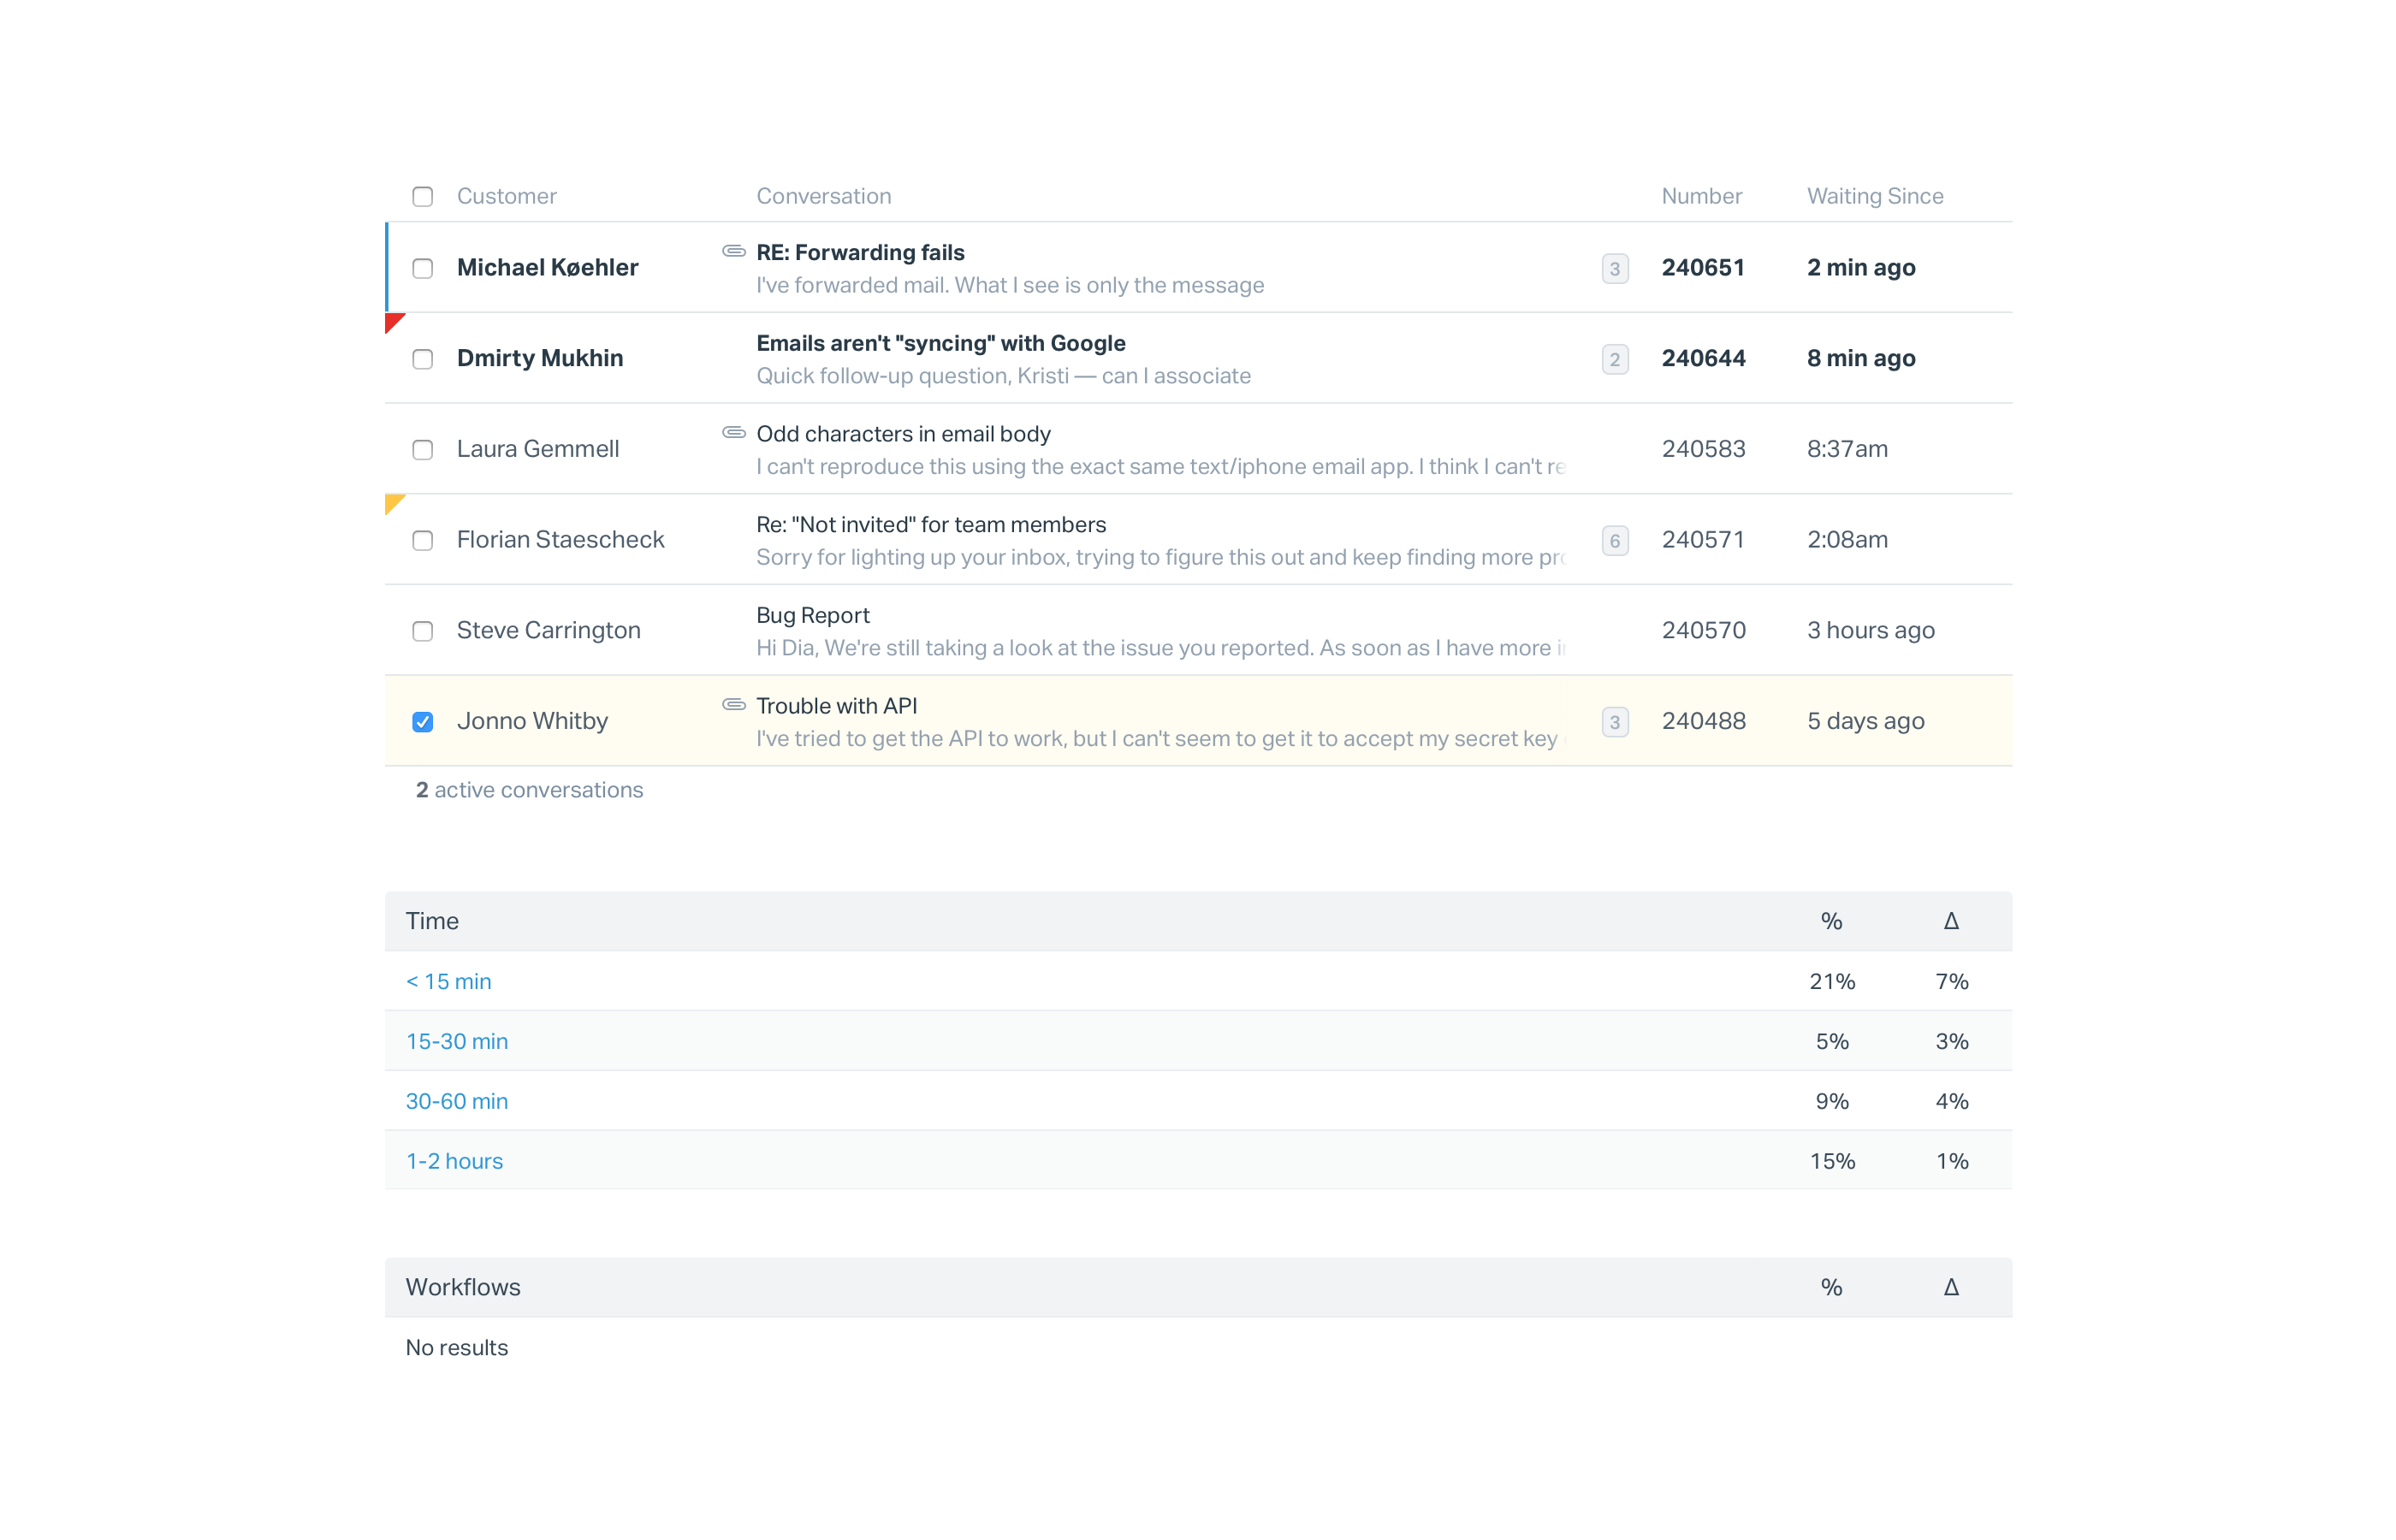 Customer Conversation Number Waiting Since
Michael Køehler RE: Forwarding fails 3 240651 2 min ago
I've forwarded mail. What I see is only the message
Dmirty Mukhin Emails aren't "syncing" with Google 2 240644 8 min ago
Quick follow-up question, Kristi — can I associate
Laura Gemmell Odd characters in email body 240583 8:37am
I can't reproduce this using the exact same text/iphone email app. I think I can't re
Florian Staescheck Re: "Not invited" for team members 6 240571 2:08am
Sorry for lighting up your inbox, trying to figure this out and keep finding more pro
Steve Carrington Bug Report 240570 3 hours ago
Hi Dia, We're still taking a look at the issue you reported. As soon as I have more
Jonno Whitby Trouble with API 3 240488 5 days ago
I've tried to get the API to work, but I can't seem to get it to accept my secret key
2 active conversations
Time % Δ
< 15 min 21% 7%
15-30 min 5% 3%
30-60 min 9% 4%
1-2 hours 15% 1%
Workflows % Δ
No results